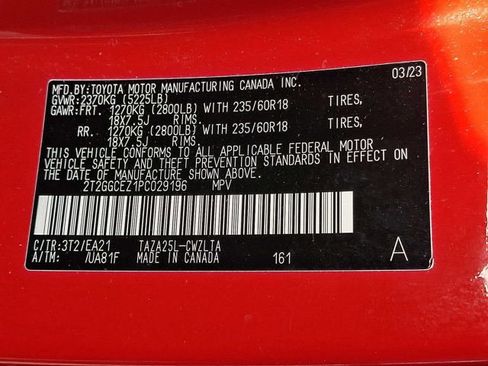 MFD.BY:TOYOTA MOTOR MANUFACTURING CANADA INC. 03/23
GVWR:2370KG (5225LB)
GAWR:FRT. 1270KG (2800LB) WITH 235/60R18 TIRES,
18X7.5J RIMS.
RR. 1270KG (2800LB) WITH 235/60R18 TIRES,
18X7.5J RIMS.
THIS VEHICLE CONFORMS TO ALL APPLICABLE FEDERAL MOTOR
VEHICLE SAFETY AND THEFT PREVENTION STANDARDS IN EFFECT ON
THE DATE OF MANUFACTURE SHOWN ABOVE.
2T2GGCEZ1PC029196 MPV
C/TR:3T2/EA21 TAZA25L-CWZLTA
A/TM: /UA81F MADE IN CANADA 161 A